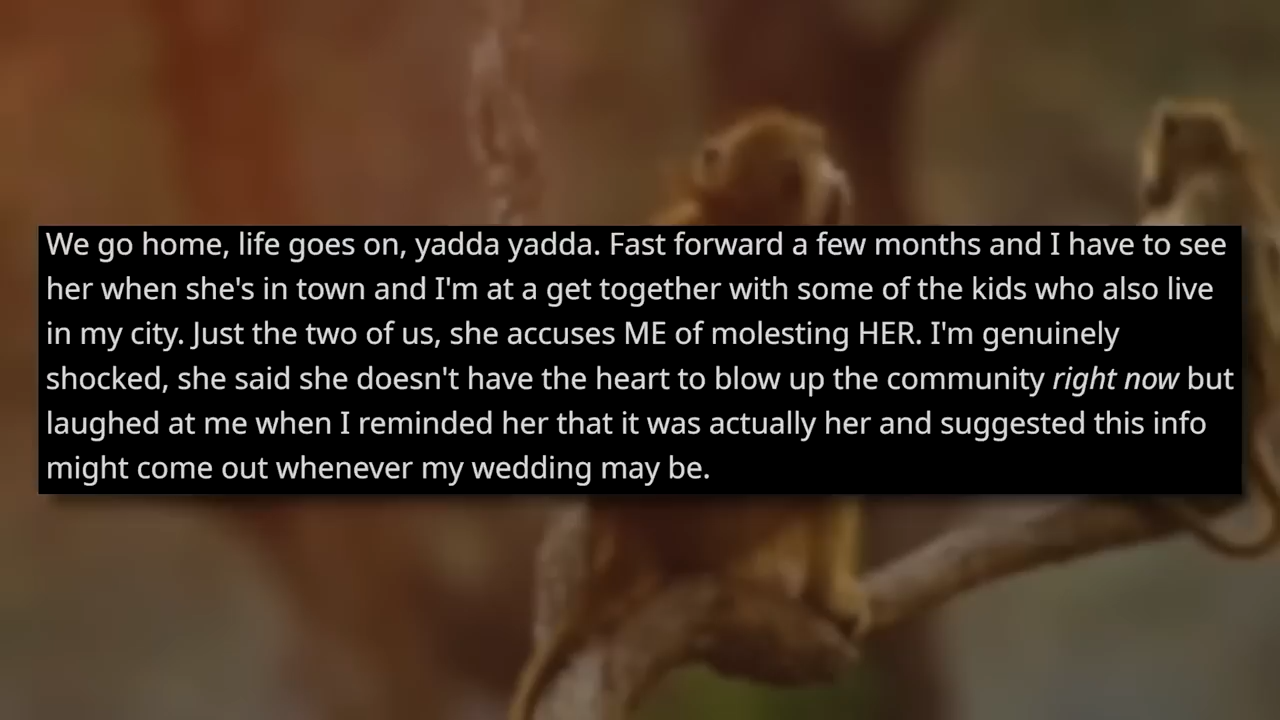 We go home, life goes on, yadda yadda. Fast forward a few months and I have to see
her when she's in town and I'm at a get together with some of the kids who also live
in my city. Just the two of us, she accuses ME of molesting HER. I'm genuinely
shocked, she said she doesn't have the heart to blow up the community right now but
laughed at me when I reminded her that it was actually her and suggested this info
might come out whenever my wedding may be.